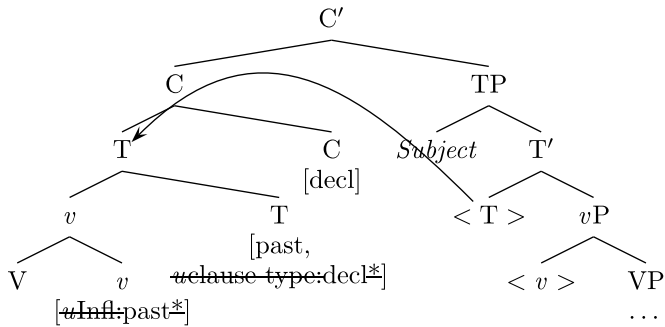 C′
C TP
T C Subject T′
[decl]
v T < T > vP
[past,
V v uclause type:decl*] < v > VP
[uInfl:past*] ...